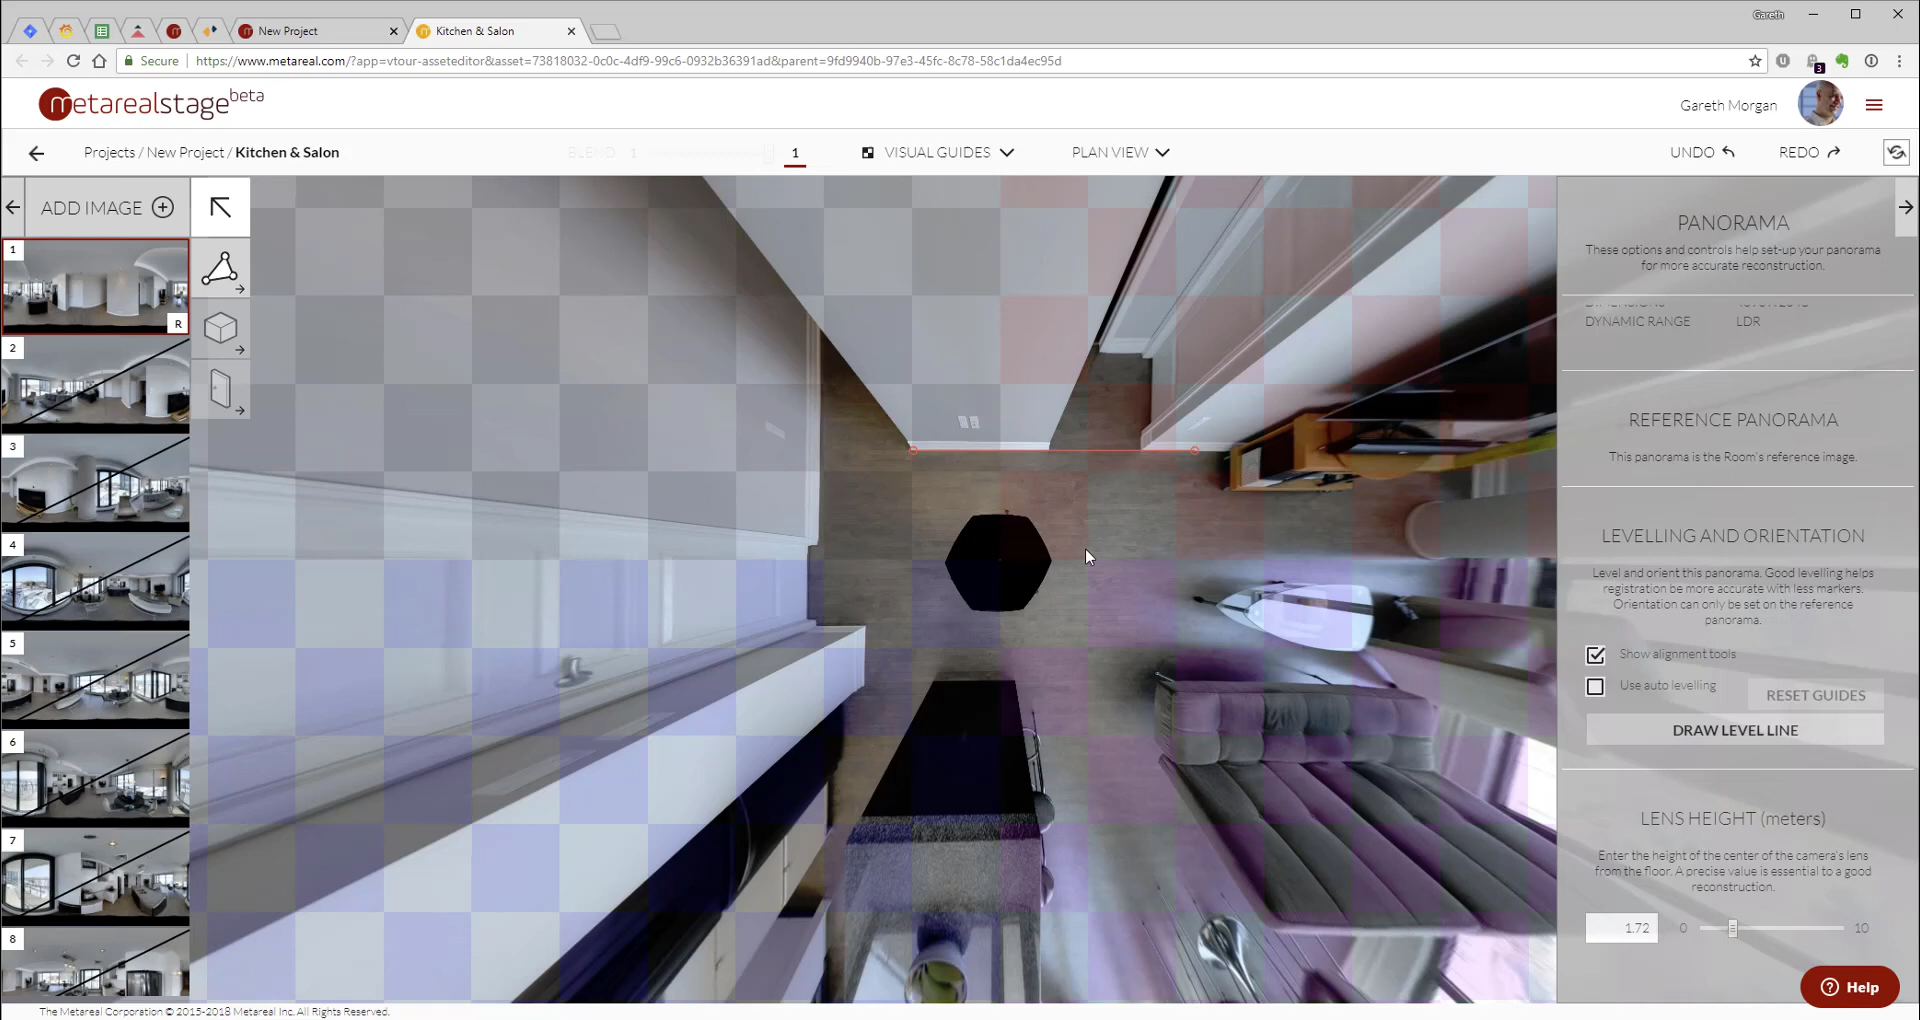 Gareth
New Project
Kitchen & Salon
Secure
https://www.metareal.com/?app=vtour-asseteditor&asset=73818032-0c0c-4df9-99c6-0932b36391ad&parent=9fd9940b-97e3-45fc-8c78-58c1da4ec95d
3
metarealstage beta
Gareth Morgan
Projects / New Project / Kitchen & Salon
BLEND 1
1
VISUAL GUIDES
PLAN VIEW
UNDO
REDO
ADD IMAGE
1
R
2
3
4
5
6
7
8
PANORAMA
These options and controls help set-up your panorama
for more accurate reconstruction.
DIMENSIONS
DYNAMIC RANGE LDR
REFERENCE PANORAMA
This panorama is the Room's reference image.
LEVELLING AND ORIENTATION
Level and orient this panorama. Good levelling helps
registration be more accurate with less markers.
Orientation can only be set on the reference
panorama.
Show alignment tools
Use auto levelling
RESET GUIDES
DRAW LEVEL LINE
LENS HEIGHT (meters)
Enter the height of the center of the camera's lens
from the floor. A precise value is essential to a good
reconstruction.
1.72 0 10
Help
The Metareal Corporation © 2015-2018 Metareal Inc. All Rights Reserved.